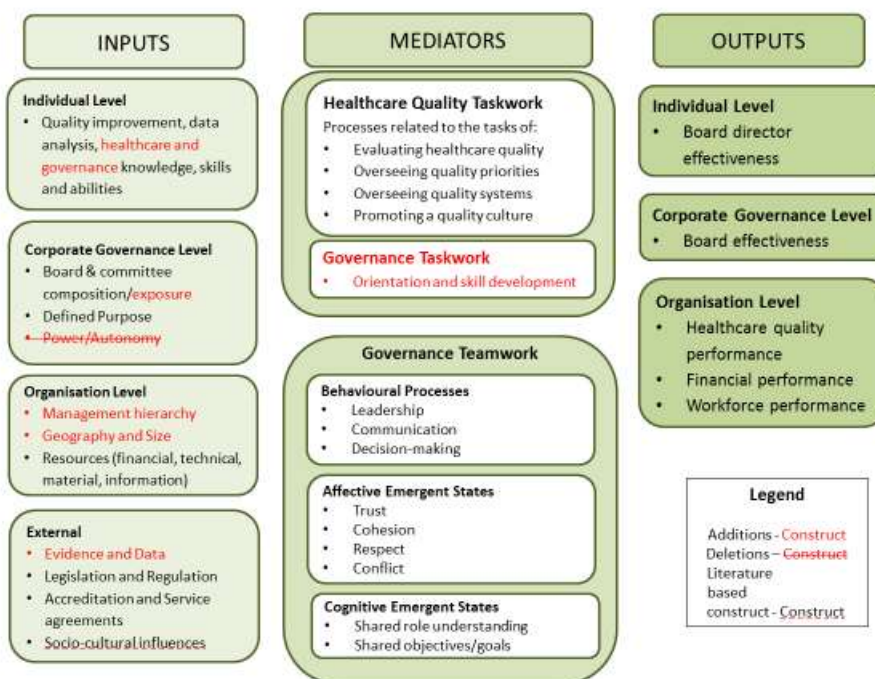 INPUTS
Individual Level
• Quality improvement, data
analysis, healthcare and
governance knowledge, skills
and abilities
Corporate Governance Level
• Board & committee
composition/exposure
• Defined Purpose
• Power/Autonomy
Organisation Level
• Management hierarchy
• Geography and Size
• Resources (financial, technical,
material, information)
External
• Evidence and Data
• Legislation and Regulation
• Accreditation and Service
agreements
• Socio-cultural influences
MEDIATORS
Healthcare Quality Taskwork
Processes related to the tasks of:
• Evaluating healthcare quality
• Overseeing quality priorities
• Overseeing quality systems
• Promoting a quality culture
Governance Taskwork
• Orientation and skill development
Governance Teamwork
Behavioural Processes
• Leadership
• Communication
• Decision-making
Affective Emergent States
• Trust
• Cohesion
• Respect
• Conflict
Cognitive Emergent States
• Shared role understanding
• Shared objectives/goals
OUTPUTS
Individual Level
• Board director
effectiveness
Corporate Governance Level
• Board effectiveness
Organisation Level
• Healthcare quality
performance
• Financial performance
• Workforce performance
Legend
Additions - Construct
Deletions – Construct
Literature
based
construct - Construct